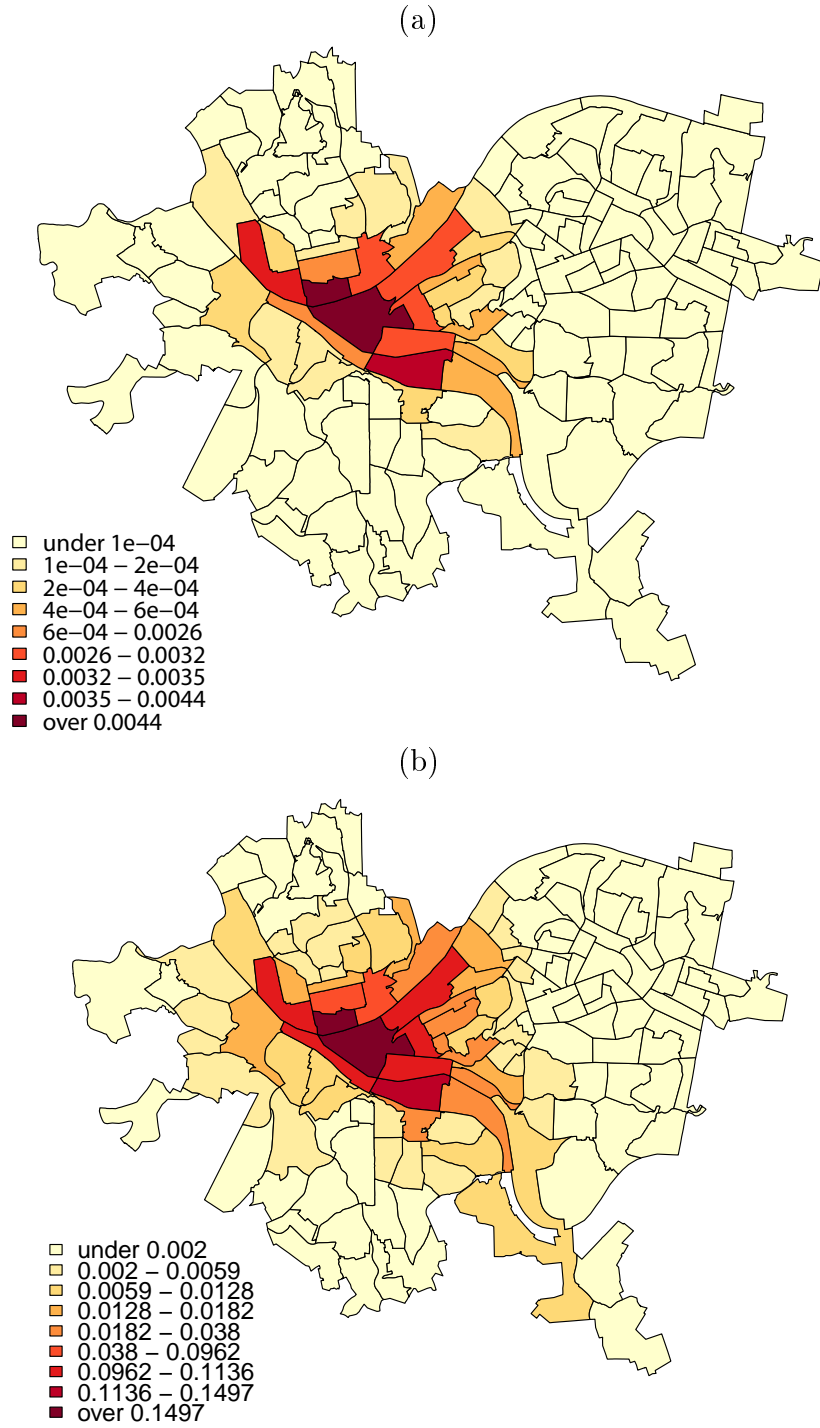 (a)
under 1e−04
1e−04 − 2e−04
2e−04 − 4e−04
4e−04 − 6e−04
6e−04 − 0.0026
0.0026 − 0.0032
0.0032 − 0.0035
0.0035 − 0.0044
over 0.0044
(b)
under 0.002
0.002 − 0.0059
0.0059 − 0.0128
0.0128 − 0.0182
0.0182 − 0.038
0.038 − 0.0962
0.0962 − 0.1136
0.1136 − 0.1497
over 0.1497